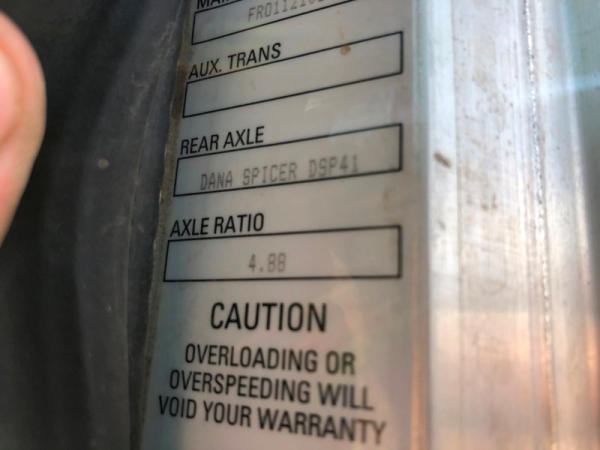 AUX. TRANS
REAR AXLE
DANA SPICER DSP41
AXLE RATIO
4.88
CAUTION
OVERLOADING OR
OVERSPEEDING WILL
VOID YOUR WARRANTY